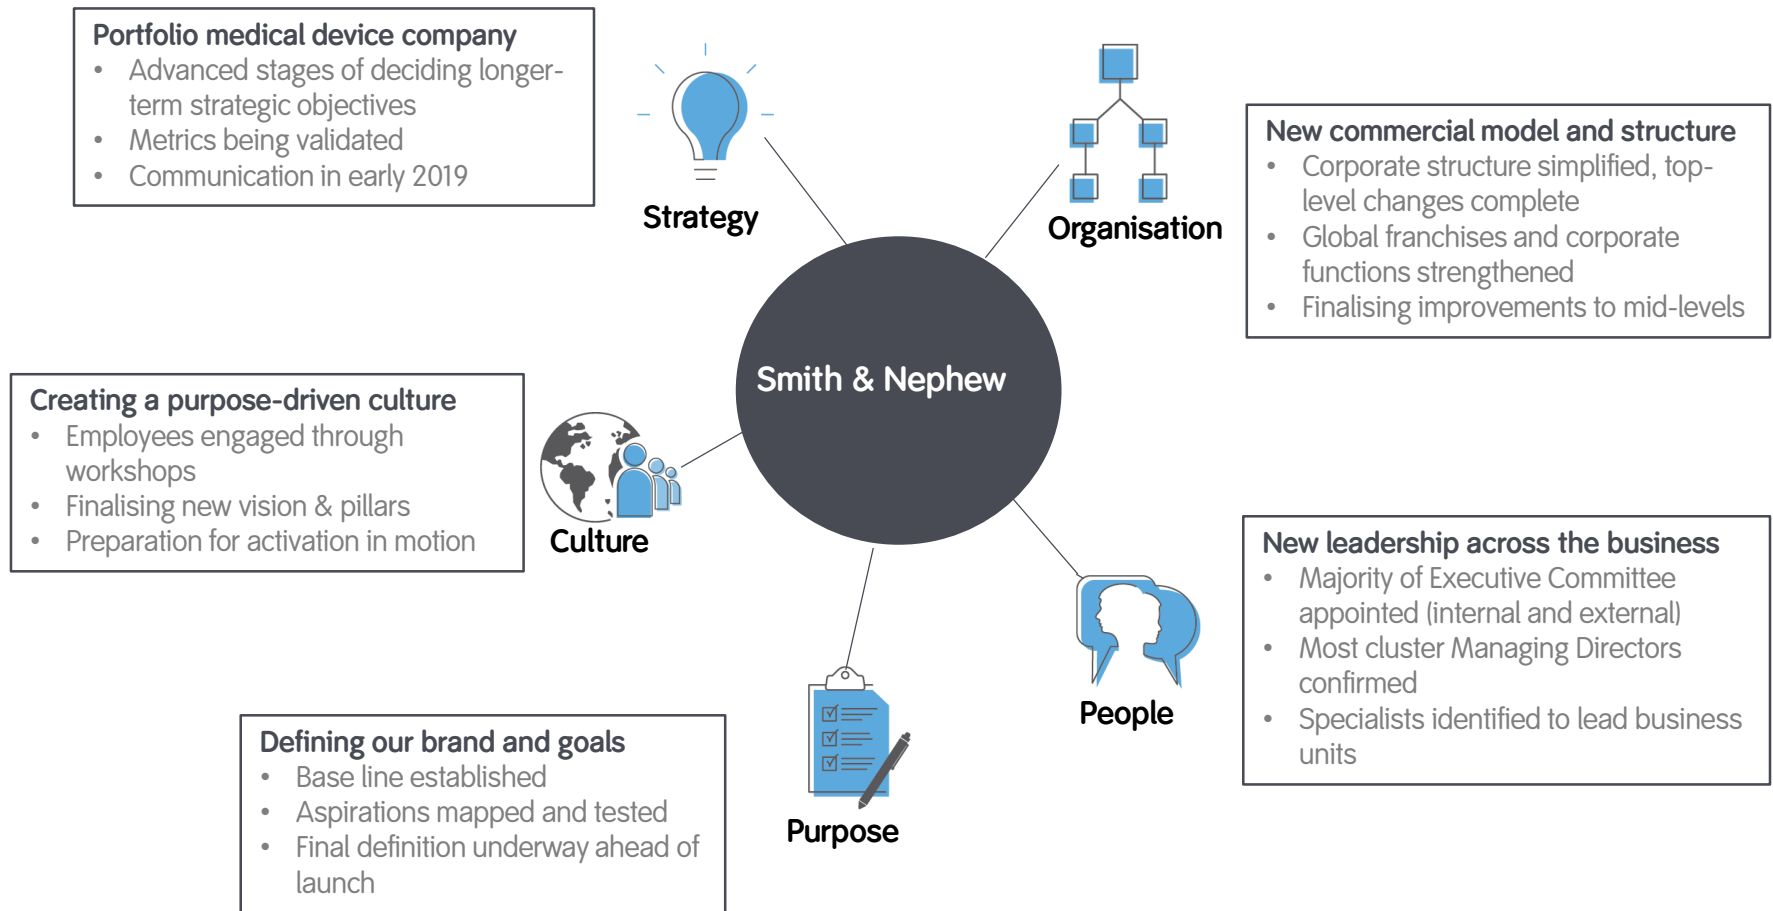 Portfolio medical device company
• Advanced stages of deciding longer-
term strategic objectives
• Metrics being validated
• Communication in early 2019
Strategy
Organisation
New commercial model and structure
• Corporate structure simplified, top-
level changes complete
• Global franchises and corporate
functions strengthened
• Finalising improvements to mid-levels
Smith & Nephew
Creating a purpose-driven culture
• Employees engaged through
workshops
• Finalising new vision & pillars
• Preparation for activation in motion
Culture
New leadership across the business
• Majority of Executive Committee
appointed (internal and external)
• Most cluster Managing Directors
confirmed
• Specialists identified to lead business
units
People
Defining our brand and goals
• Base line established
• Aspirations mapped and tested
• Final definition underway ahead of
launch
Purpose